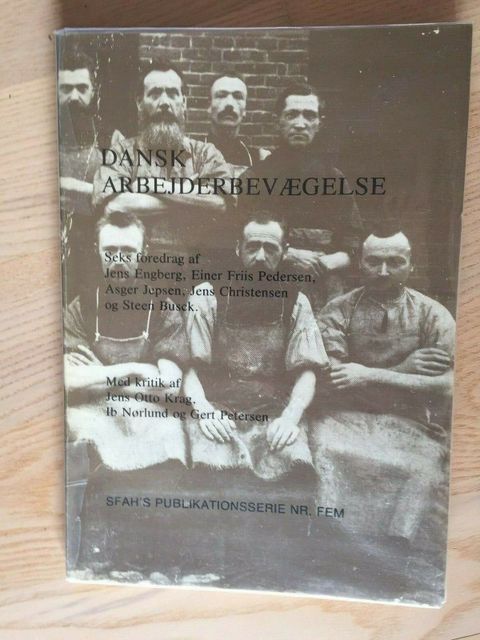 DANSK
ARBEJDERBEVÆGELSE
Seks foredrag af
Jens Engberg, Einer Friis Pedersen,
Asger Jepsen, Jens Christensen
og Steen Busck.
Med kritik af
Jens Otto Krag,
Ib Nørlund og Gert Petersen
SFAH'S PUBLIKATIONSSERIE NR. FEM